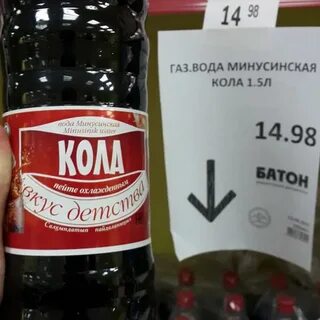 14 98
ГАЗ.ВОДА МИНУСИНСКАЯ
КОЛА 1.5Л
14.98
БАТОН
вода Минусинская
КОЛА
пейте охлажденным
вкус детства